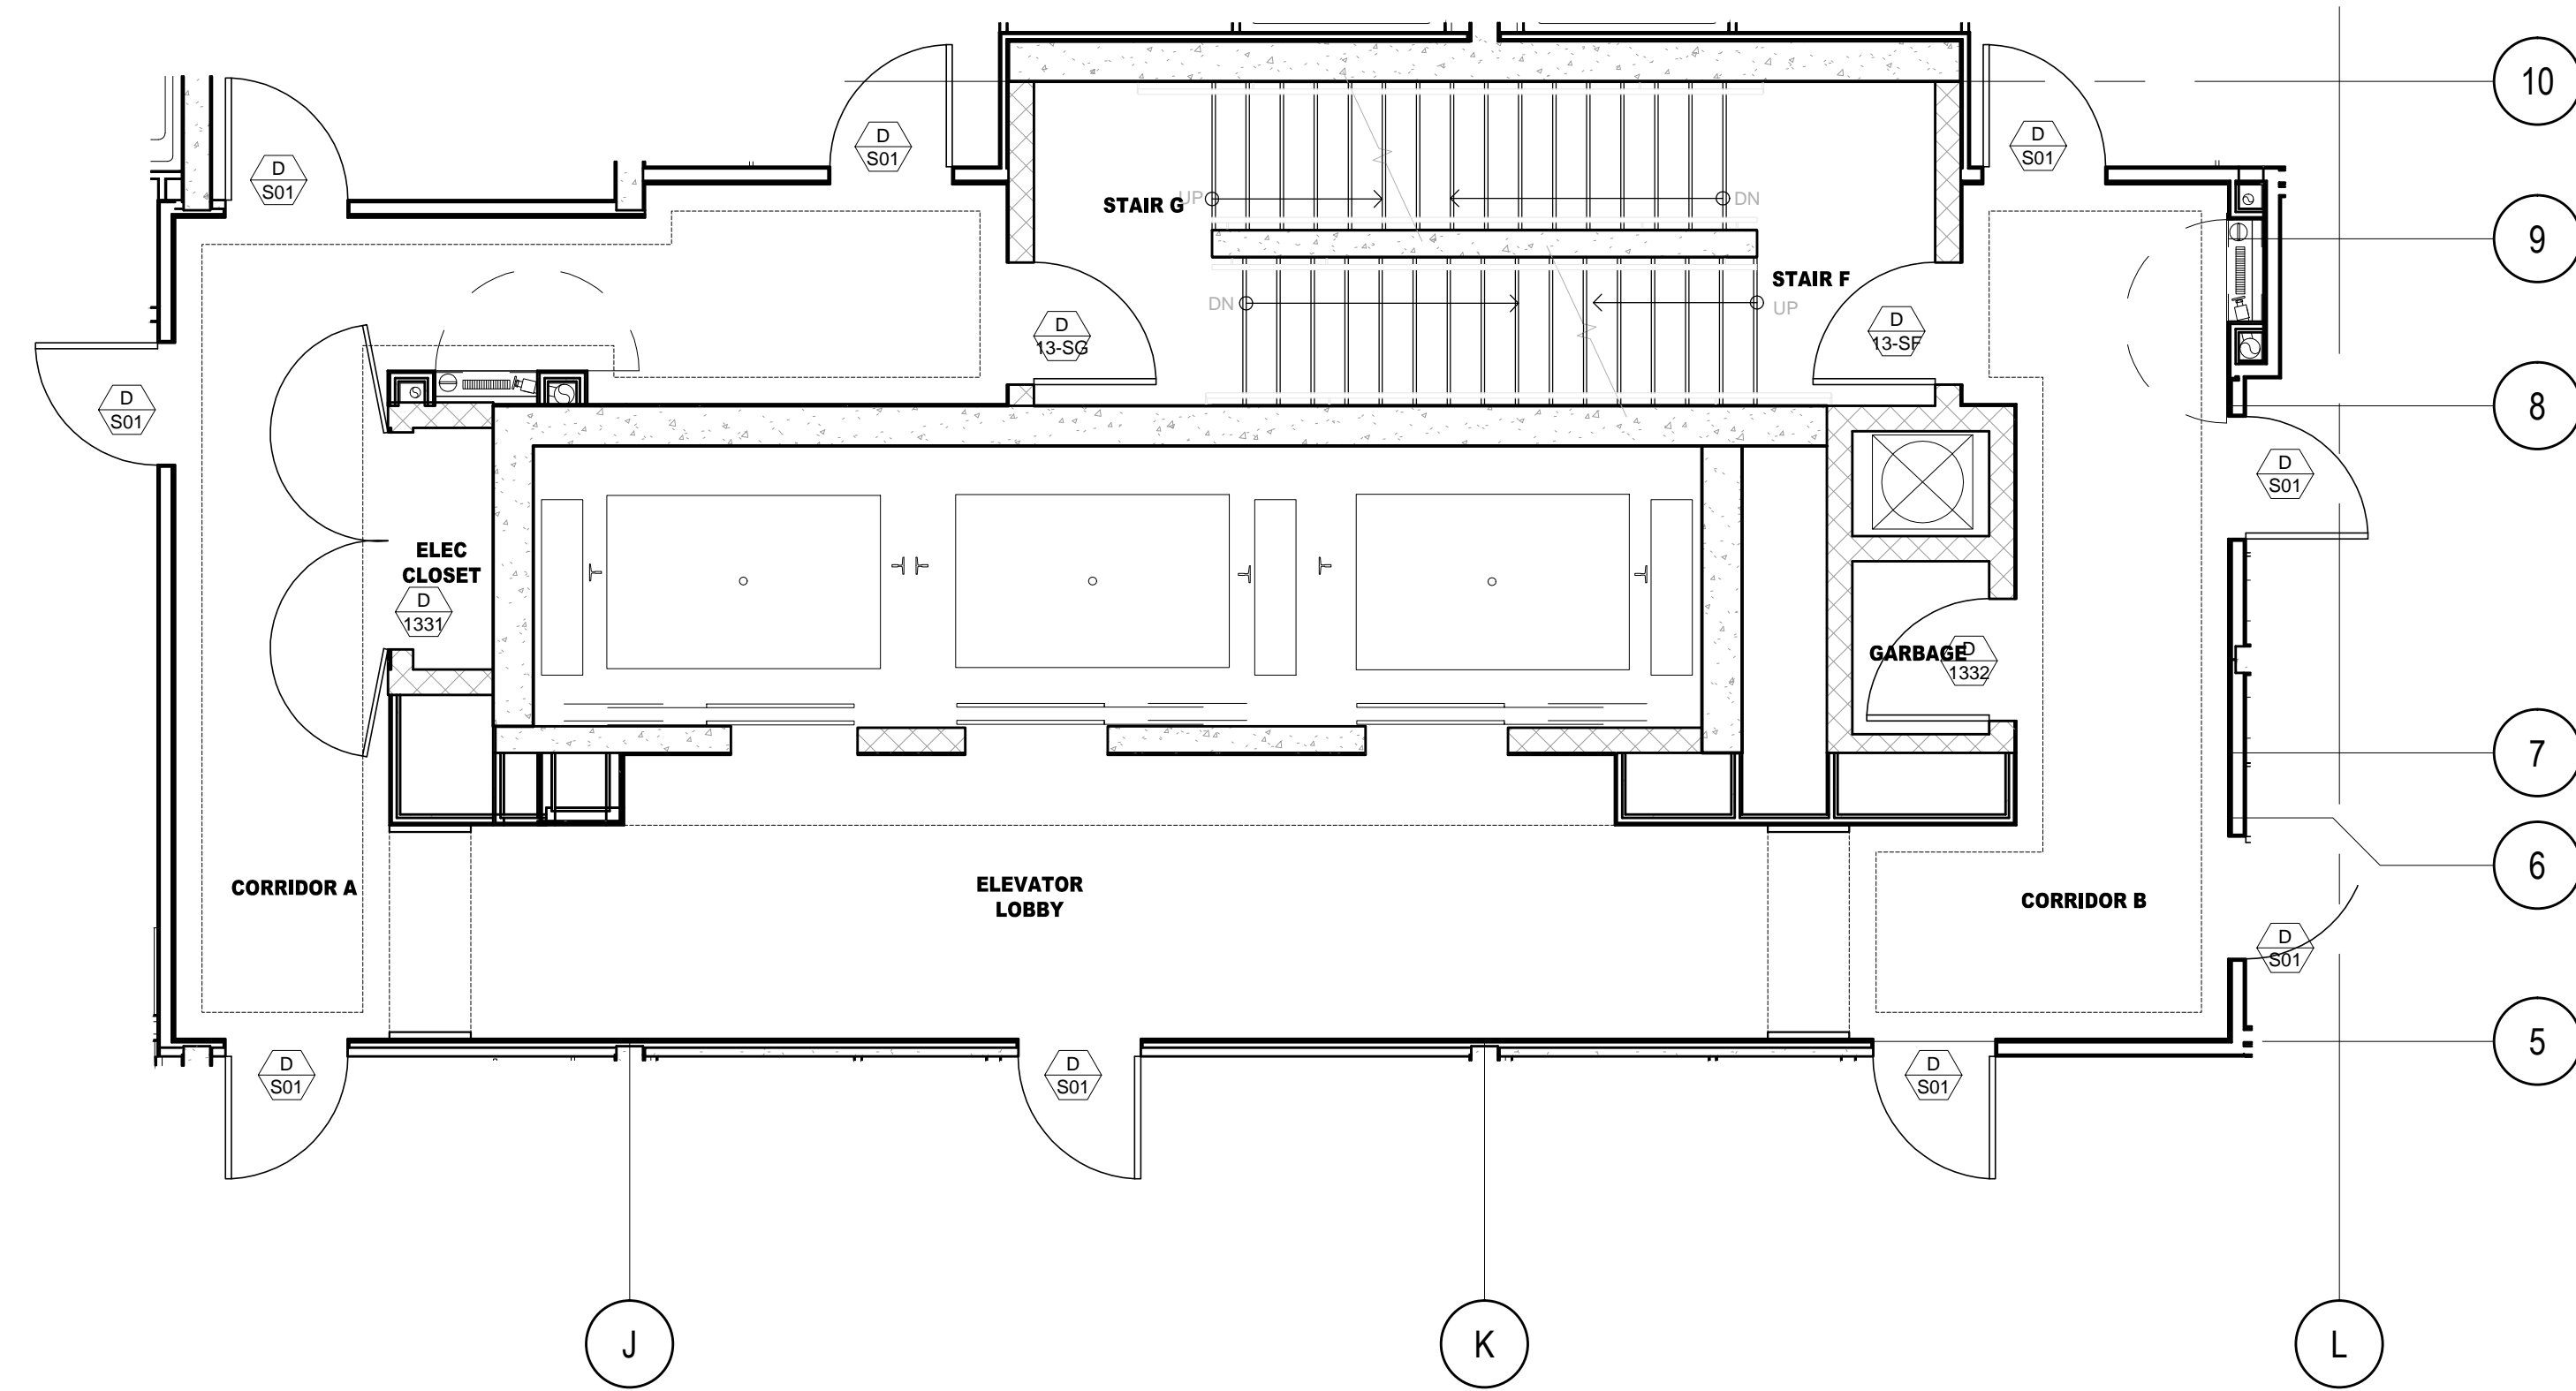 10
D
S01
D
S01
D
S01
UP
STAIR G
DN
9
STAIR F
DN
UP
D
13-SG
D
13-SF
D
S01
8
D
S01
ELEC
CLOSET
D
1331
GARBAGE
D
1332
7
6
CORRIDOR A
ELEVATOR
LOBBY
CORRIDOR B
D
S01
5
D
S01
D
S01
D
S01
J
K
L